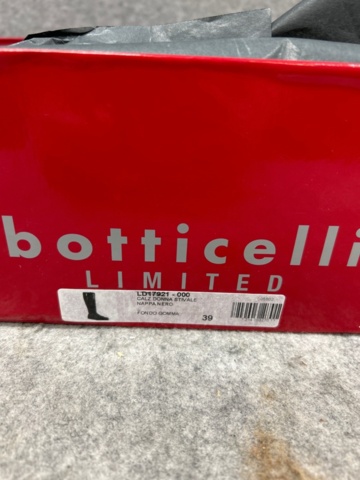 botticelli
LIMITED
LD17921 - 000
CALZ DONNA STIVALE
NAPPA NERO
FONDO GOMMA
39